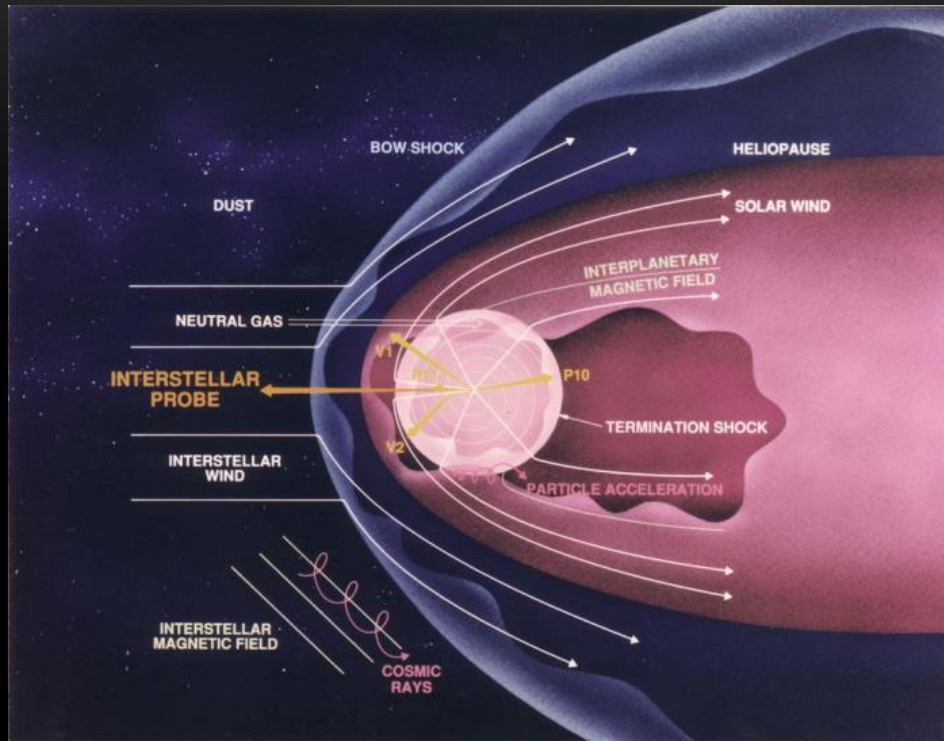 BOW SHOCK
HELIOPAUSE
DUST
SOLAR WIND
INTERPLANETARY
MAGNETIC FIELD
NEUTRAL GAS
V1
P10
INTERSTELLAR
PROBE
TERMINATION SHOCK
V2
INTERSTELLAR
WIND
PARTICLE ACCELERATION
INTERSTELLAR
MAGNETIC FIELD
COSMIC
RAYS